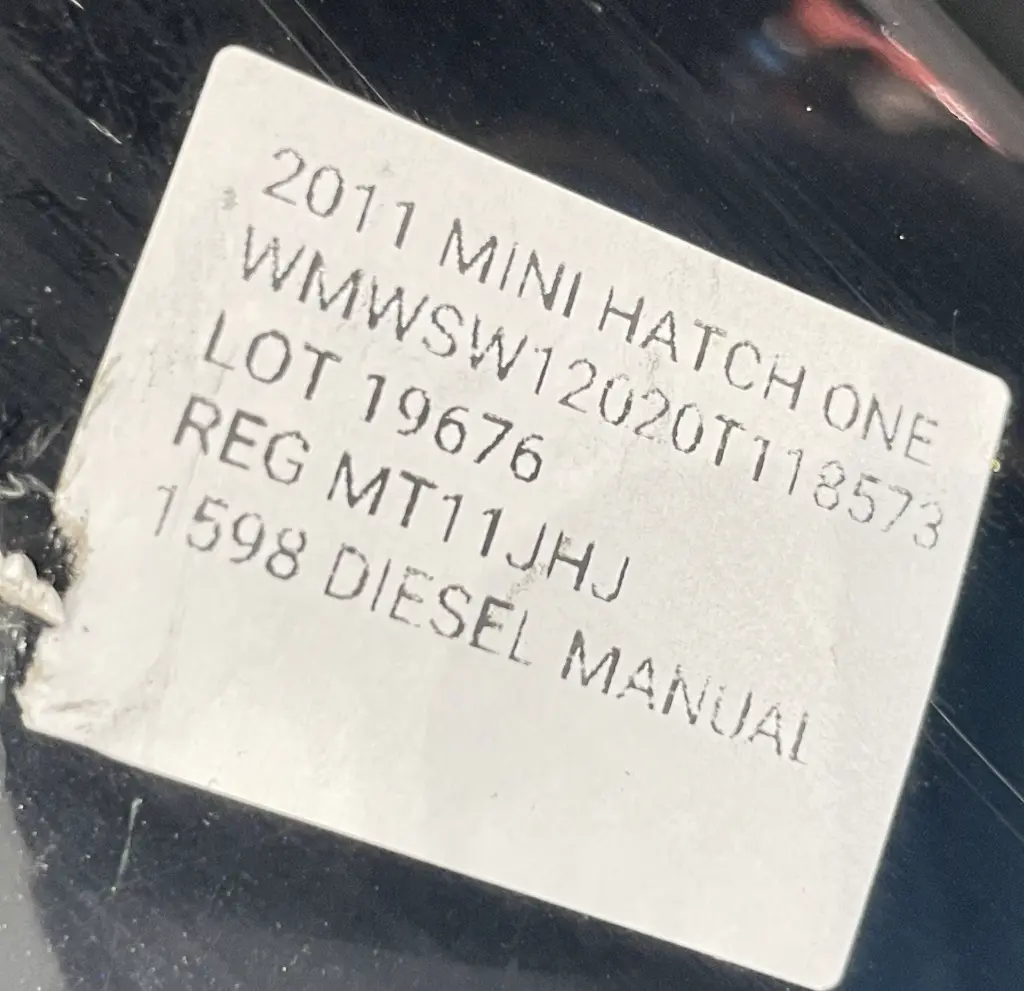 2011 MINI HATCH ONE
WMWSW12020T118573
LOT 19676
REG MT11JHJ
1598 DIESEL MANUAL